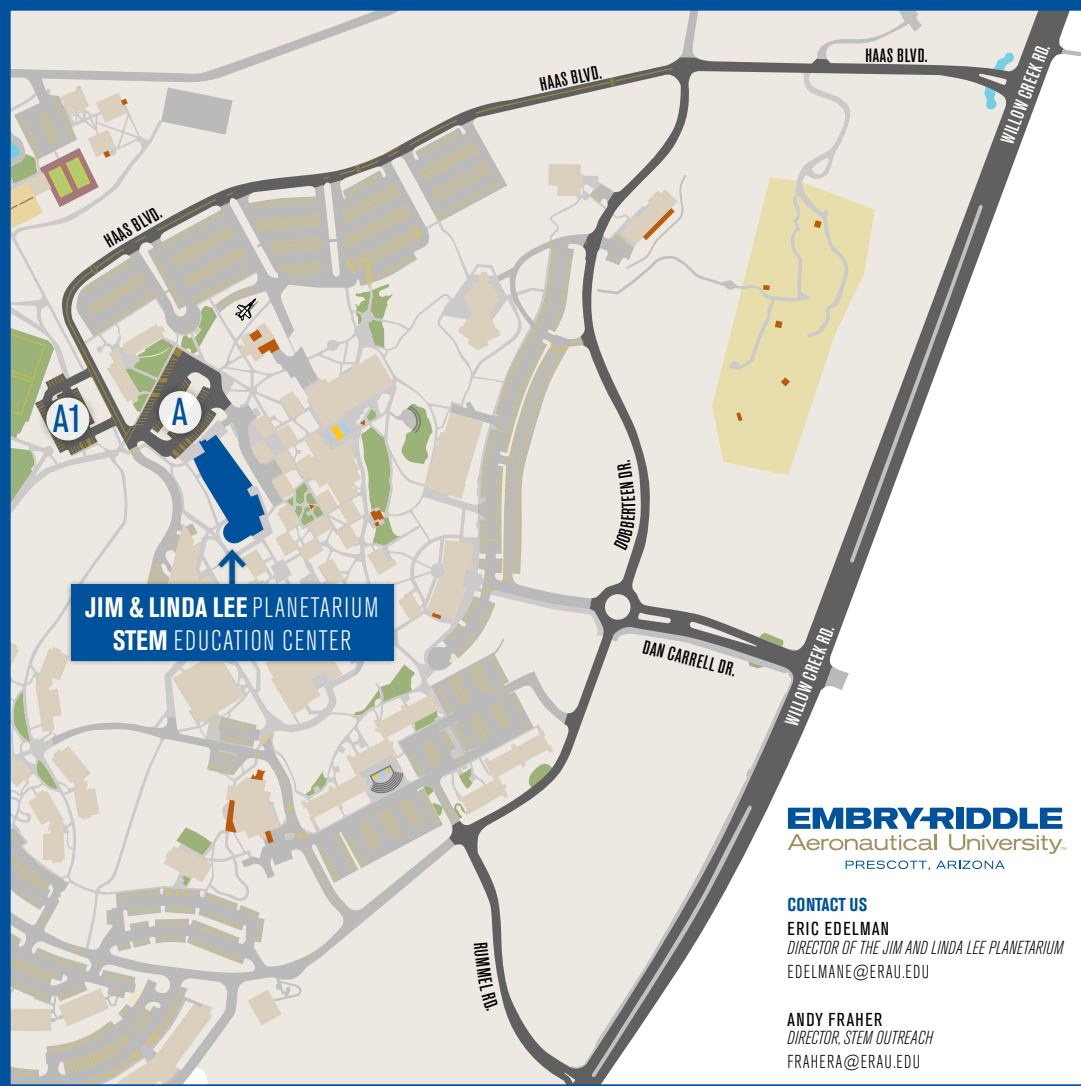 HAAS BLVD.
HAAS BLVD.
WILLOW CREEK RD.
HAAS BLVD.
A1
A
DOBBERTEEN DR.
JIM & LINDA LEE PLANETARIUM
STEM EDUCATION CENTER
DAN CARRELL DR.
WILLOW CREEK RD.
RUMMEL RD.
EMBRY-RIDDLE
Aeronautical University™
PRESCOTT, ARIZONA
CONTACT US
ERIC EDELMAN
DIRECTOR OF THE JIM AND LINDA LEE PLANETARIUM
EDELMANE@ERAU.EDU
ANDY FRAHER
DIRECTOR, STEM OUTREACH
FRAHERA@ERAU.EDU